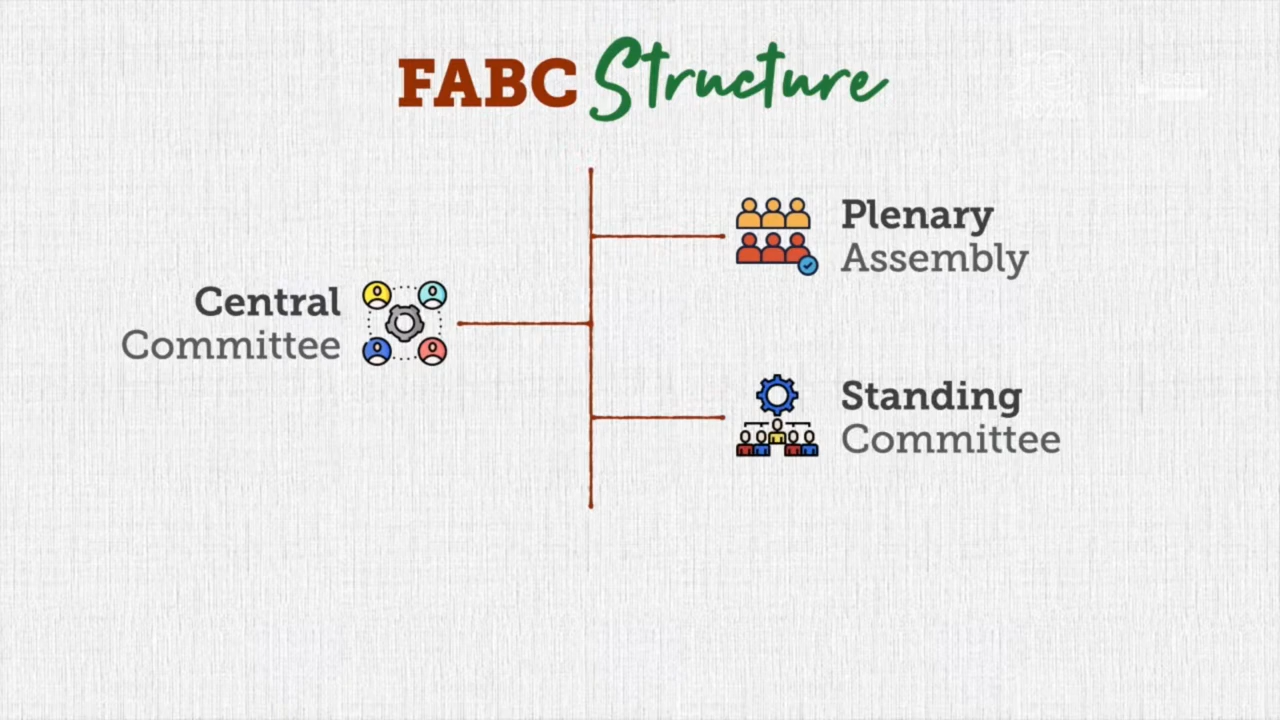 FABC Structure
Plenary
Assembly
Central
Committee
Standing
Committee